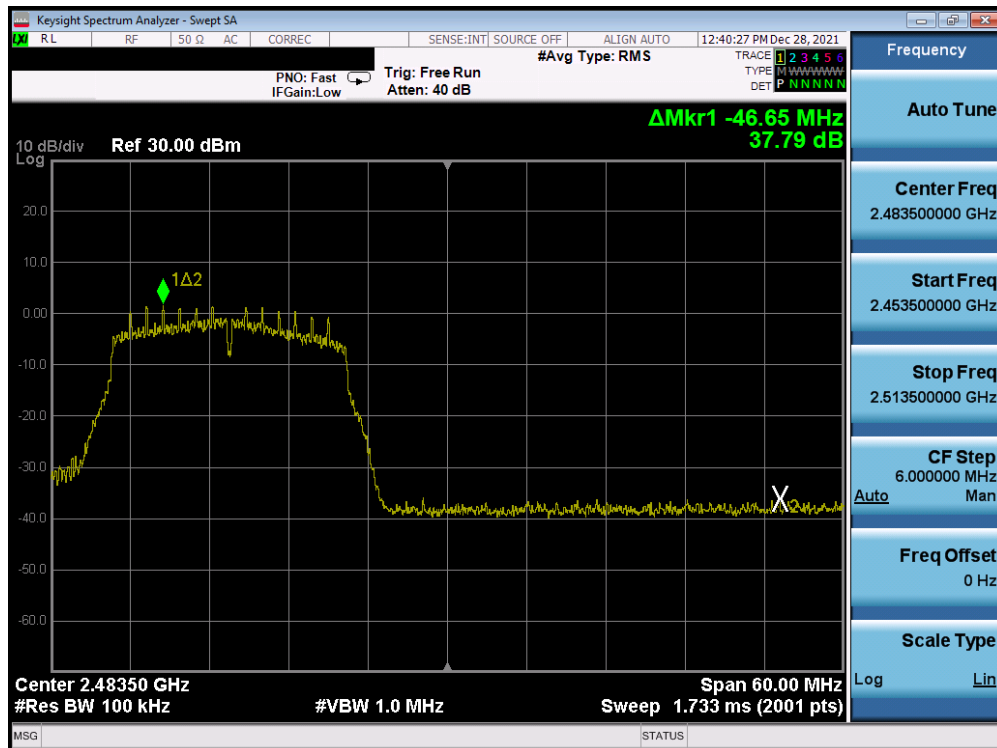 Keysight Spectrum Analyzer - Swept SA
LXI RL RF 50 Ω AC CORREC SENSE:INT SOURCE OFF ALIGN AUTO 12:40:27 PM Dec 28, 2021
#Avg Type: RMS
TRACE 1 2 3 4 5 6
TYPE M W W W W W
DET P N N N N N
PNO: Fast
IFGain:Low
Trig: Free Run
Atten: 40 dB
ΔMkr1 -46.65 MHz
37.79 dB
10 dB/div
Log
Ref 30.00 dBm
20.0
10.0
0.00
-10.0
-20.0
-30.0
-40.0
-50.0
-60.0
1Δ2
X2
Center 2.48350 GHz
Span 60.00 MHz
#Res BW 100 kHz
#VBW 1.0 MHz
Sweep 1.733 ms (2001 pts)
MSG
STATUS
Frequency
Auto Tune
Center Freq
2.483500000 GHz
Start Freq
2.453500000 GHz
Stop Freq
2.513500000 GHz
CF Step
6.000000 MHz
Auto Man
Freq Offset
0 Hz
Scale Type
Log Lin